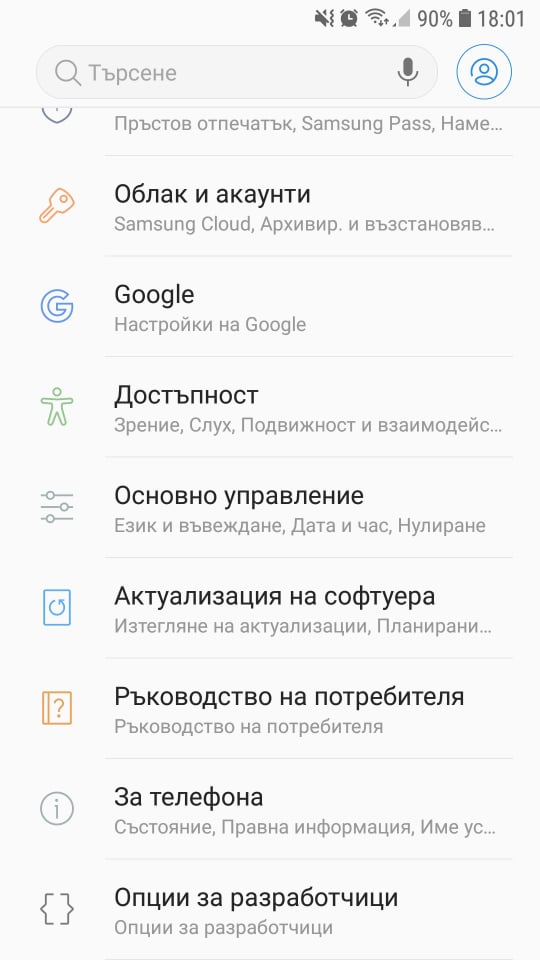 90% 18:01
Търсене
Пръстов отпечатък, Samsung Pass, Наме...
Облак и акаунти
Samsung Cloud, Архивир. и възстановяв...
Google
Настройки на Google
Достъпност
Зрение, Слух, Подвижност и взаимодейс...
Основно управление
Език и въвеждане, Дата и час, Нулиране
Актуализация на софтуера
Изтегляне на актуализации, Планирани...
Ръководство на потребителя
Ръководство на потребителя
За телефона
Състояние, Правна информация, Име ус...
Опции за разработчици
Опции за разработчици